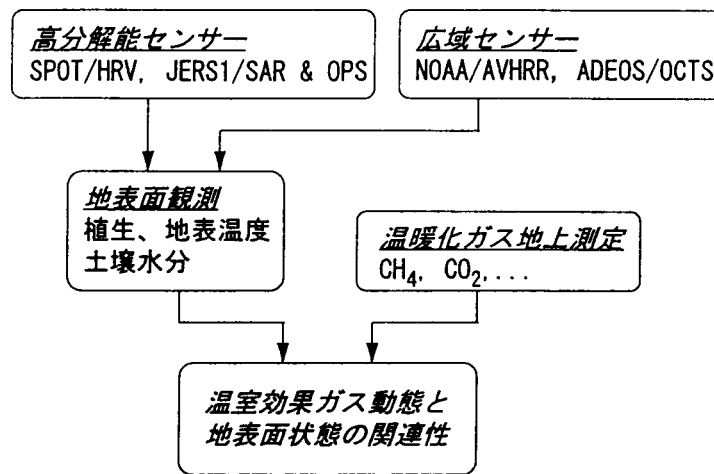 高分解能センサー
SPOT/HRV, JERS1/SAR & OPS
広域センサー
NOAA/AVHRR, ADEOS/OCTS
地表面観測
植生、地表温度
土壌水分
温暖化ガス地上測定
CH₄, CO₂....
温室効果ガス動態と
地表面状態の関連性